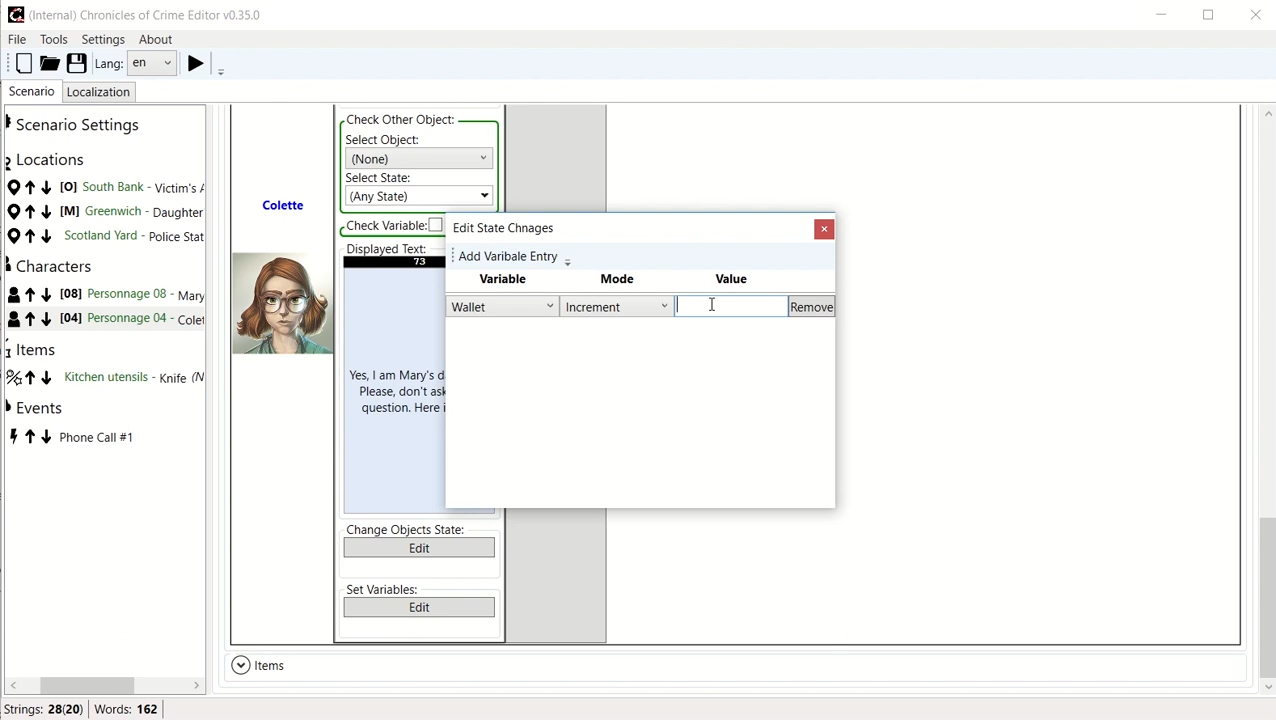 (Internal) Chronicles of Crime Editor v0.35.0
File Tools Settings About
Lang: en
Scenario Localization
Scenario Settings
Locations
[O] South Bank - Victim's
[M] Greenwich - Daughter
Scotland Yard - Police Stat
Characters
[08] Personnage 08 - Mary
[04] Personnage 04 - Colet
Items
Kitchen utensils - Knife
Events
Phone Call #1
Colette
Check Other Object:
Select Object:
(None)
Select State:
(Any State)
Check Variable:
Displayed Text:
73
Yes, I am Mary's d
Please, don't ask
question. Here i
Change Objects State:
Edit
Set Variables:
Edit
Edit State Chnages
Add Varibale Entry
Variable Mode Value
Wallet Increment Remove
Items
Strings: 28(20) Words: 162